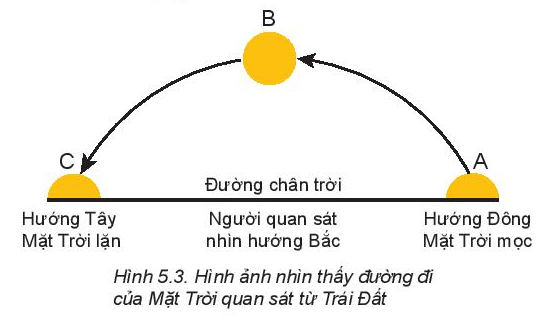 B
C
A
Đường chân trời
Hướng Tây
Mặt Trời lặn
Người quan sát
nhìn hướng Bắc
Hướng Đông
Mặt Trời mọc
Hình 5.3. Hình ảnh nhìn thấy đường đi
của Mặt Trời quan sát từ Trái Đất